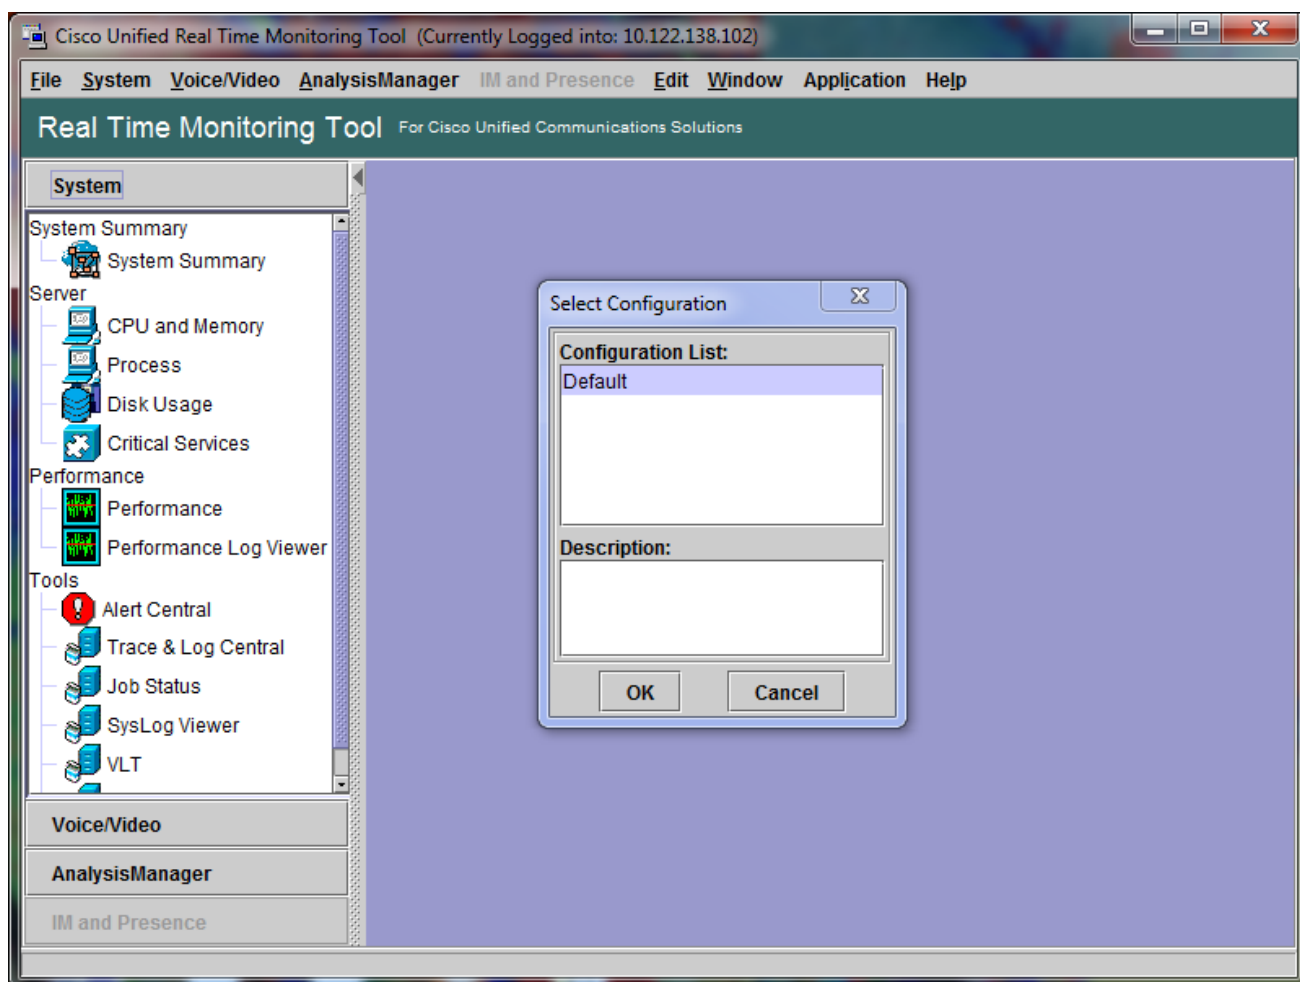 Cisco Unified Real Time Monitoring Tool (Currently Logged into: 10.122.138.102)
File System Voice/Video AnalysisManager IM and Presence Edit Window Application Help
Real Time Monitoring Tool For Cisco Unified Communications Solutions
System
System Summary
System Summary
Server
CPU and Memory
Process
Disk Usage
Critical Services
Performance
Performance
Performance Log Viewer
Tools
Alert Central
Trace & Log Central
Job Status
SysLog Viewer
VLT
Voice/Video
AnalysisManager
IM and Presence
Select Configuration
Configuration List:
Default
Description:
OK Cancel